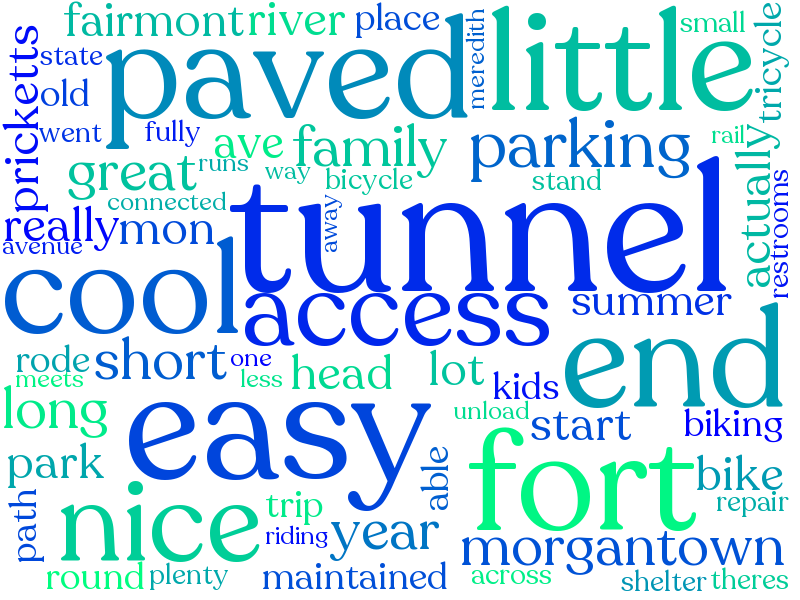 fairmont river place small tricycle
state paved meredith little
pricketts old
went fully ave family parking rail
great runs way bicycle stand actually
connected
really mon away tunnel restrooms
avenue
cool access summer
rode short one head lot end
meets less kids
long easy unload start biking
park fort bike
path nice trip able repair
riding year morgantown
round plenty maintained across shelter theres